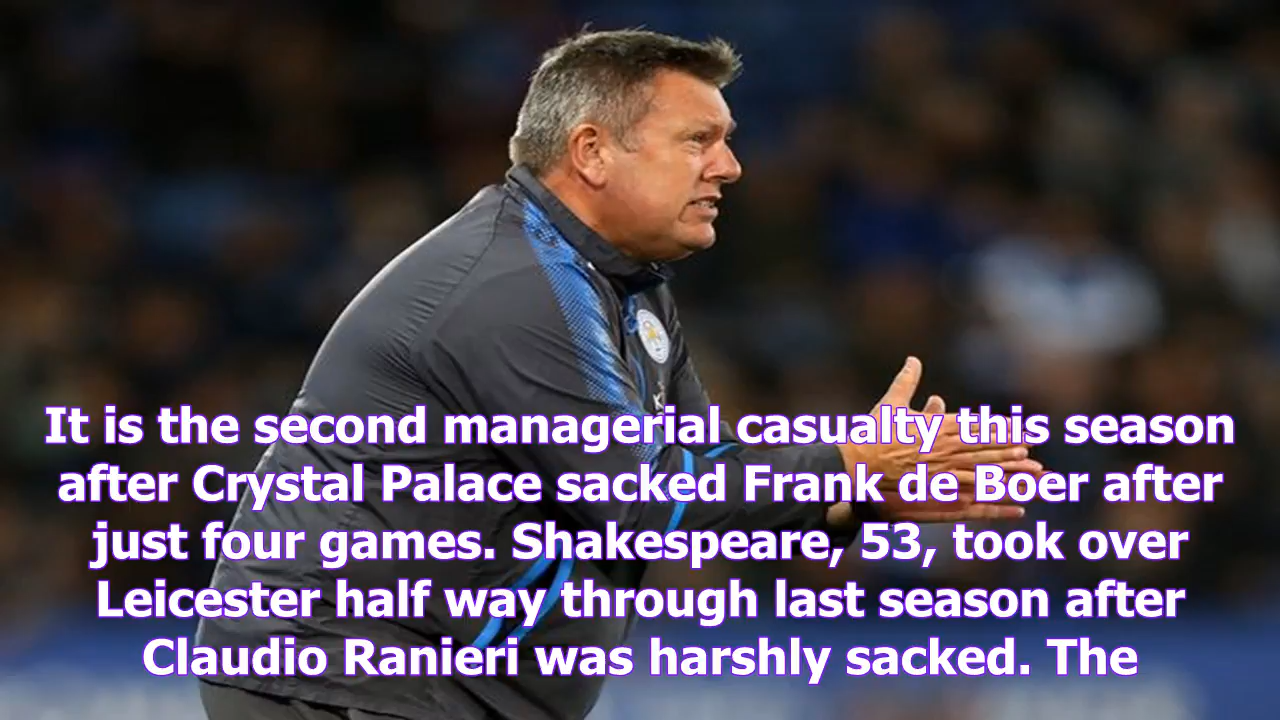 It is the second managerial casualty this season
after Crystal Palace sacked Frank de Boer after
just four games. Shakespeare, 53, took over
Leicester half way through last season after
Claudio Ranieri was harshly sacked. The